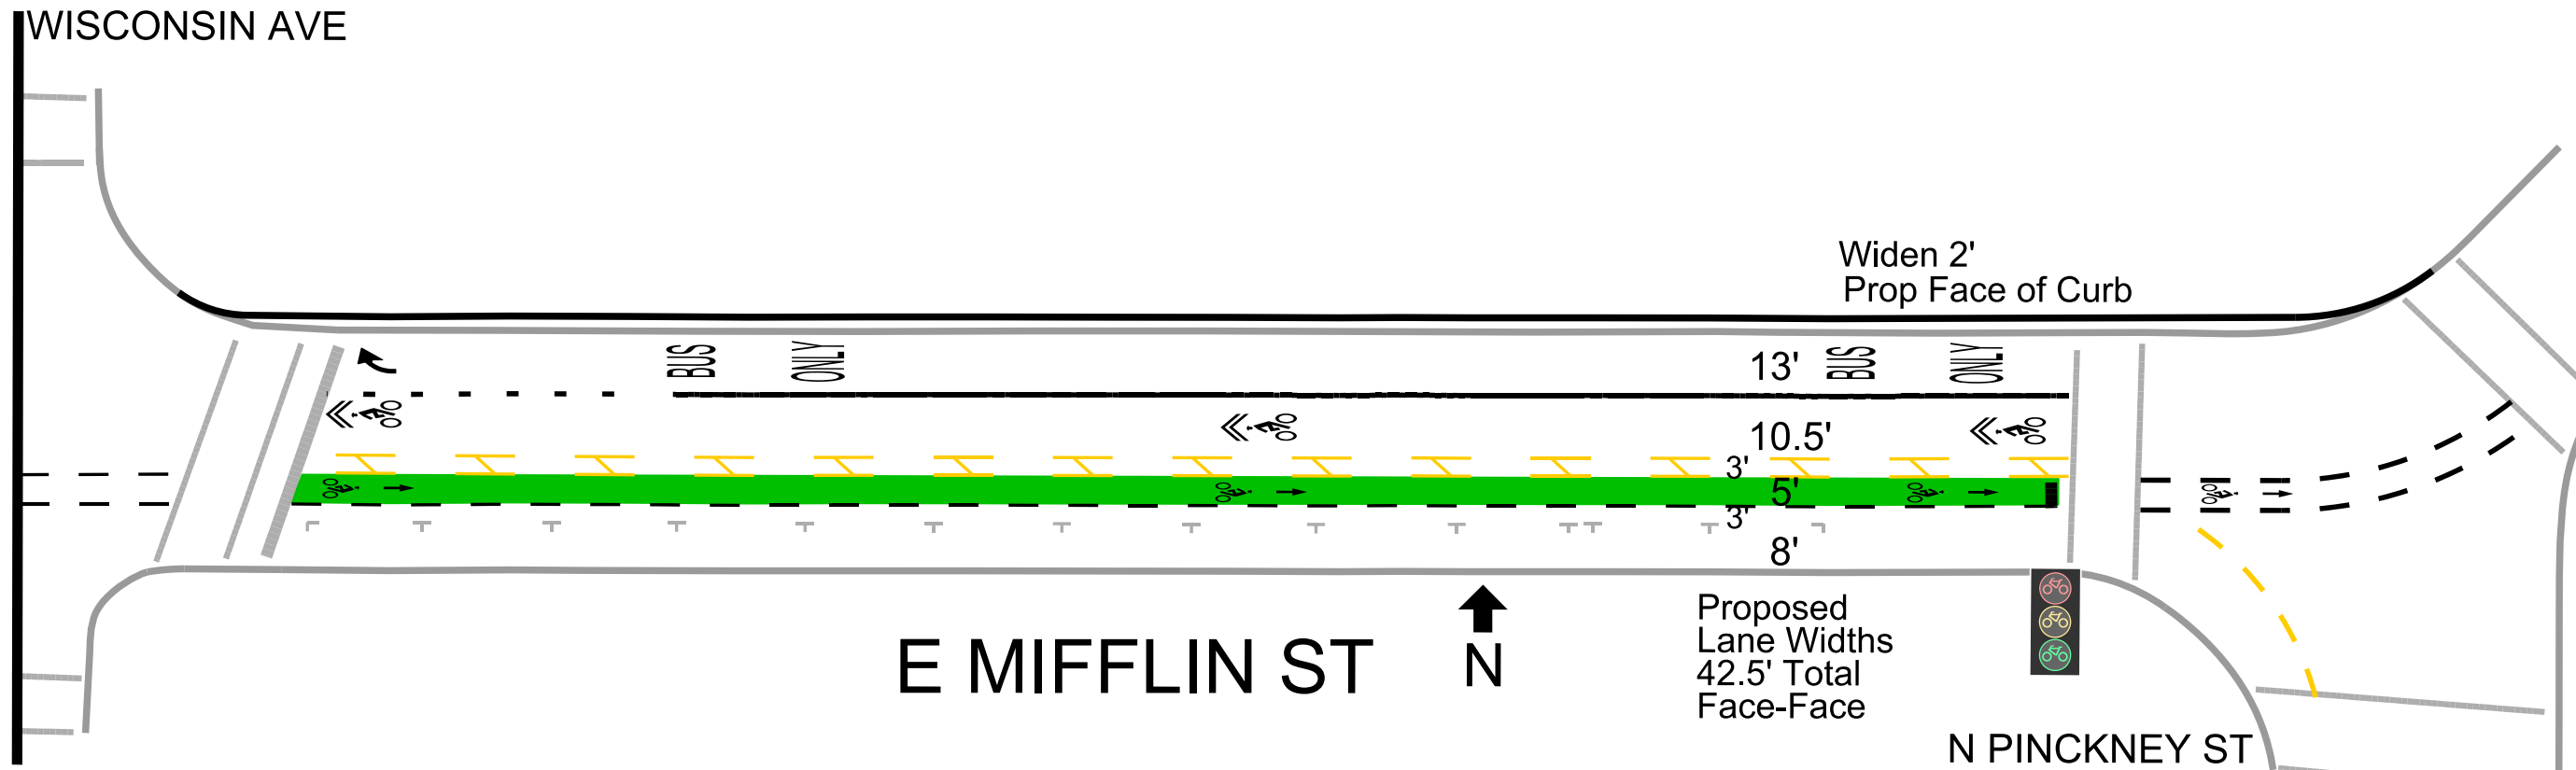 WISCONSIN AVE
Widen 2'
Prop Face of Curb
BUS
ONLY
13'
BUS
ONLY
10.5'
3'
5'
3'
8'
Proposed
Lane Widths
42.5' Total
Face-Face
E MIFFLIN ST
N
N PINCKNEY ST